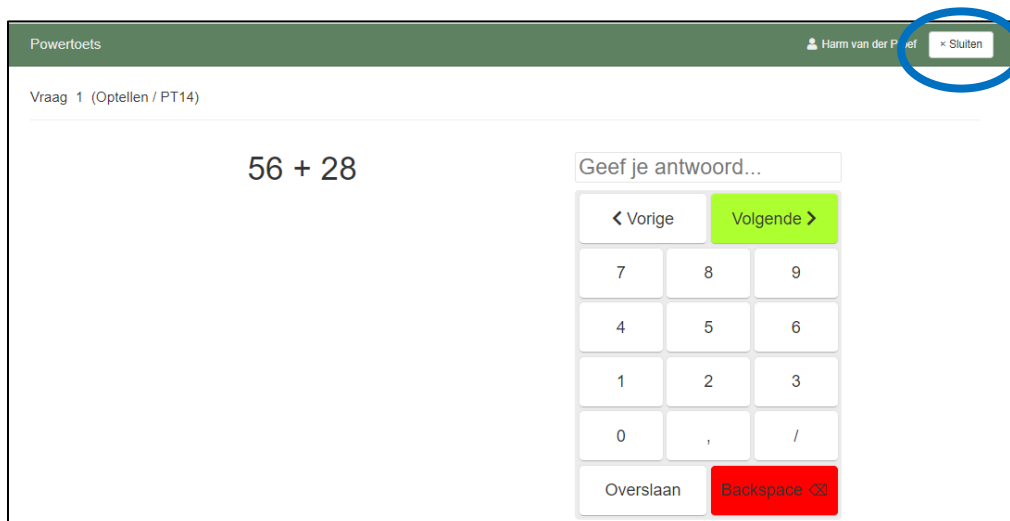 Powertoets
Harm van der P ef × Sluiten
Vraag 1 (Optellen / PT14)
56 + 28
Geef je antwoord...
Vorige Volgende
7 8 9
4 5 6
1 2 3
0 , /
Overslaan Backspace